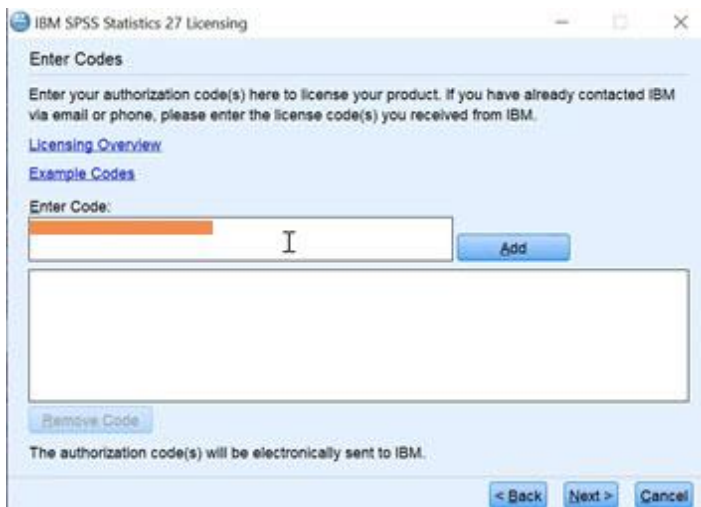 IBM SPSS Statistics 27 Licensing
Enter Codes
Enter your authorization code(s) here to license your product. If you have already contacted IBM
via email or phone, please enter the license code(s) you received from IBM.
Licensing Overview
Example Codes
Enter Code:
Add
Remove Code
The authorization code(s) will be electronically sent to IBM.
< Back Next > Cancel